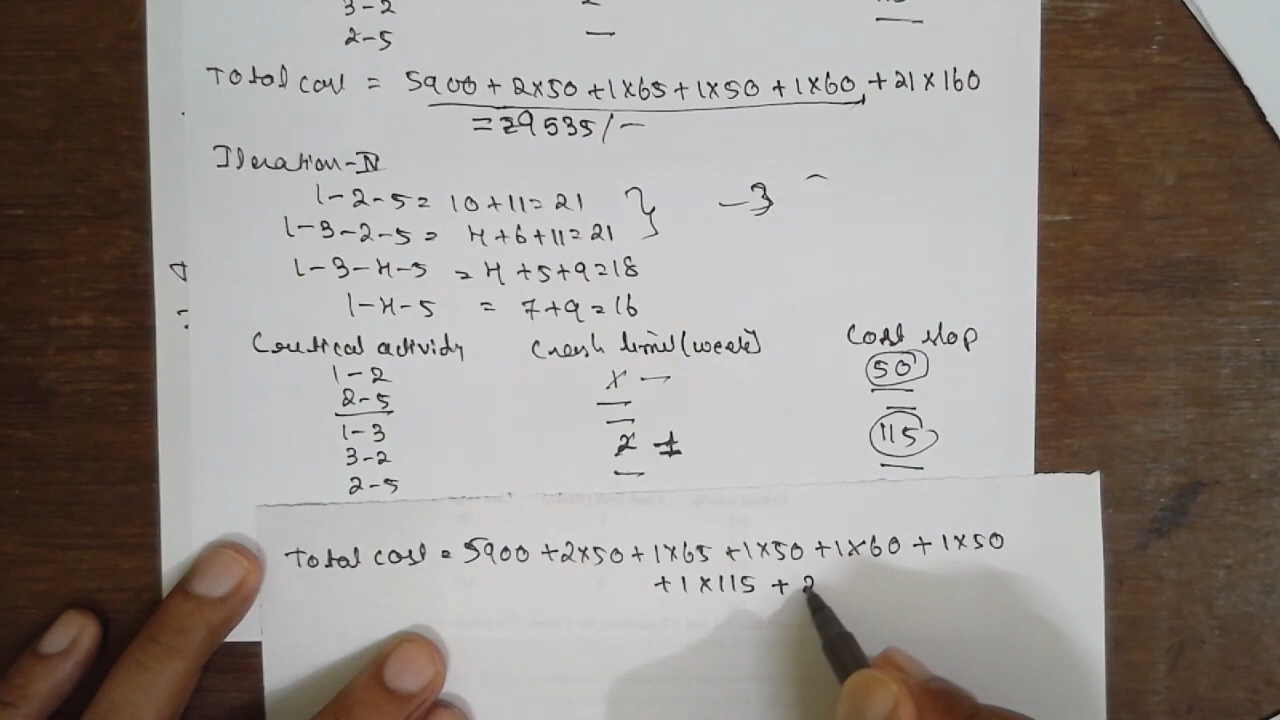 3-2
2-5 —
Total cost = 5900 + 2×50 + 1×65 + 1×50 + 1×60 + 21×160
= 29535/-
Iteration-IV
1-2-5 = 10+11 = 21
1-3-2-5 = 4+6+11 = 21
1-3-4-5 = 4+5+9 = 18
1-4-5 = 7+9 = 16
Critical activity Crash time (week) Cost slop
1-2 50
2-5 —
1-3 —
3-2 2 1 115
2-5 —
Total cost = 5900 + 2×50 + 1×65 + 1×50 + 1×60 + 1×50
+ 1×115 + 2